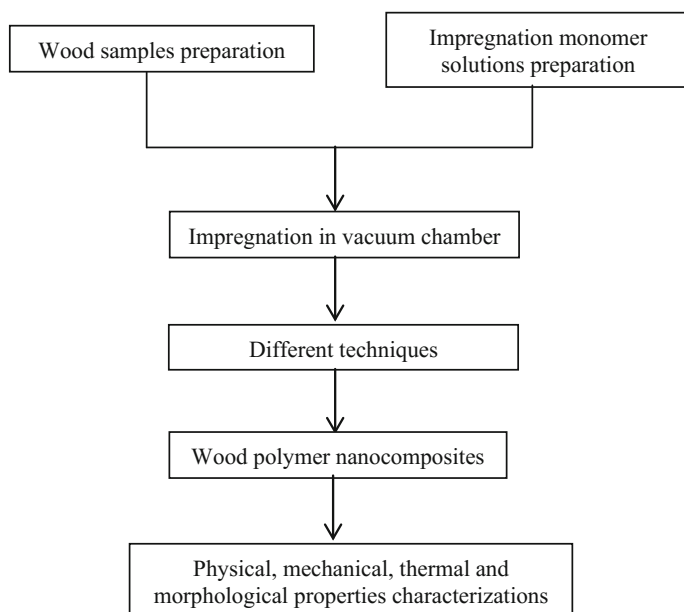 Wood samples preparation
Impregnation monomer
solutions preparation
Impregnation in vacuum chamber
Different techniques
Wood polymer nanocomposites
Physical, mechanical, thermal and
morphological properties characterizations